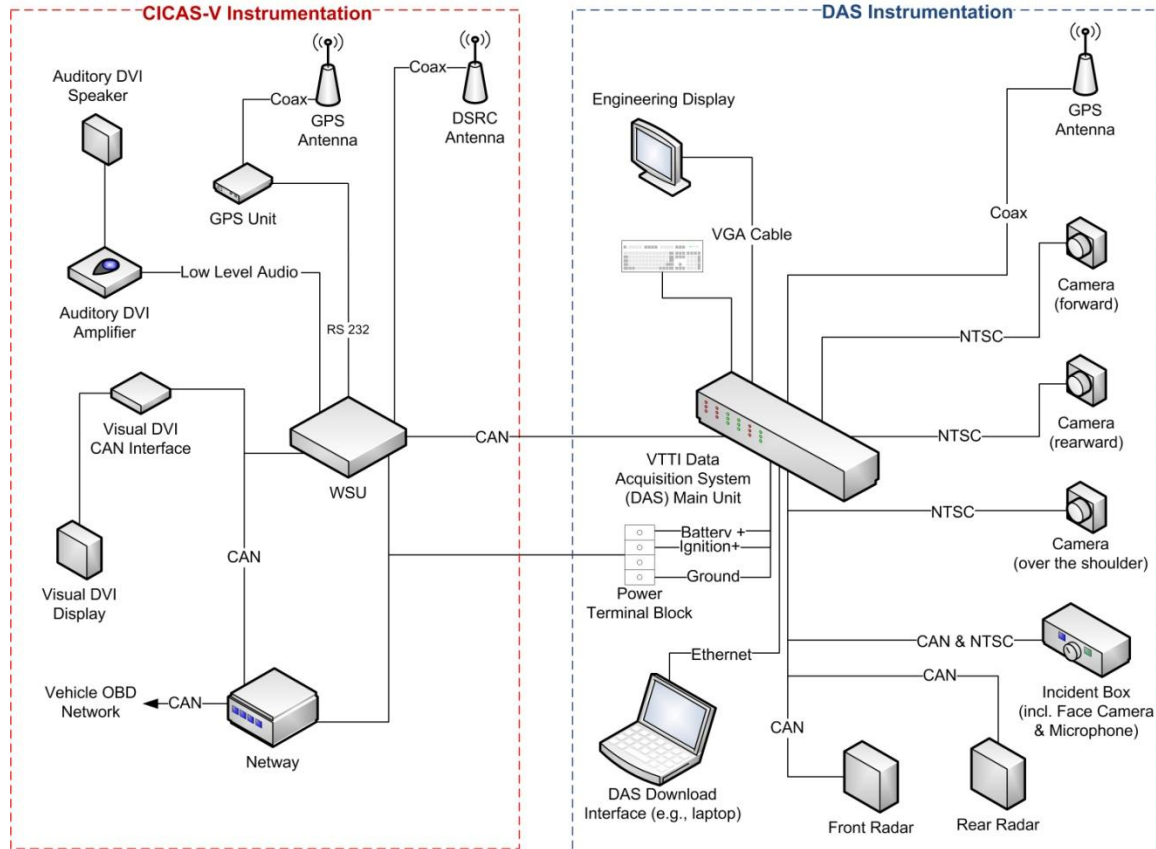 CICAS-V Instrumentation
Auditory DVI
Speaker
Coax
GPS
Antenna
Coax
DSRC
Antenna
GPS Unit
Low Level Audio
Auditory DVI
Amplifier
RS 232
Visual DVI
CAN Interface
WSU
CAN
CAN
Visual DVI
Display
Vehicle OBD
Network
CAN
Netway
DAS Instrumentation
Engineering Display
GPS
Antenna
Coax
VGA Cable
Camera
(forward)
NTSC
Camera
(rearward)
NTSC
VTTI Data
Acquisition System
(DAS) Main Unit
NTSC
Camera
(over the shoulder)
Battery +
Ignition+
Ground
Power
Terminal Block
Ethernet
CAN & NTSC
CAN
Incident Box
(incl. Face Camera
& Microphone)
CAN
DAS Download
Interface (e.g., laptop)
Front Radar
Rear Radar